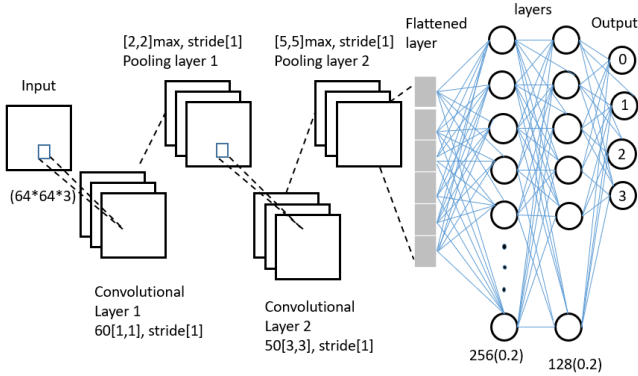 Input
(64*64*3)
Convolutional
Layer 1
60[1,1], stride[1]
[2,2]max, stride[1]
Pooling layer 1
Convolutional
Layer 2
50[3,3], stride[1]
[5,5]max, stride[1]
Pooling layer 2
Flattened
layer
layers
256(0.2)
128(0.2)
Output
0
1
2
3